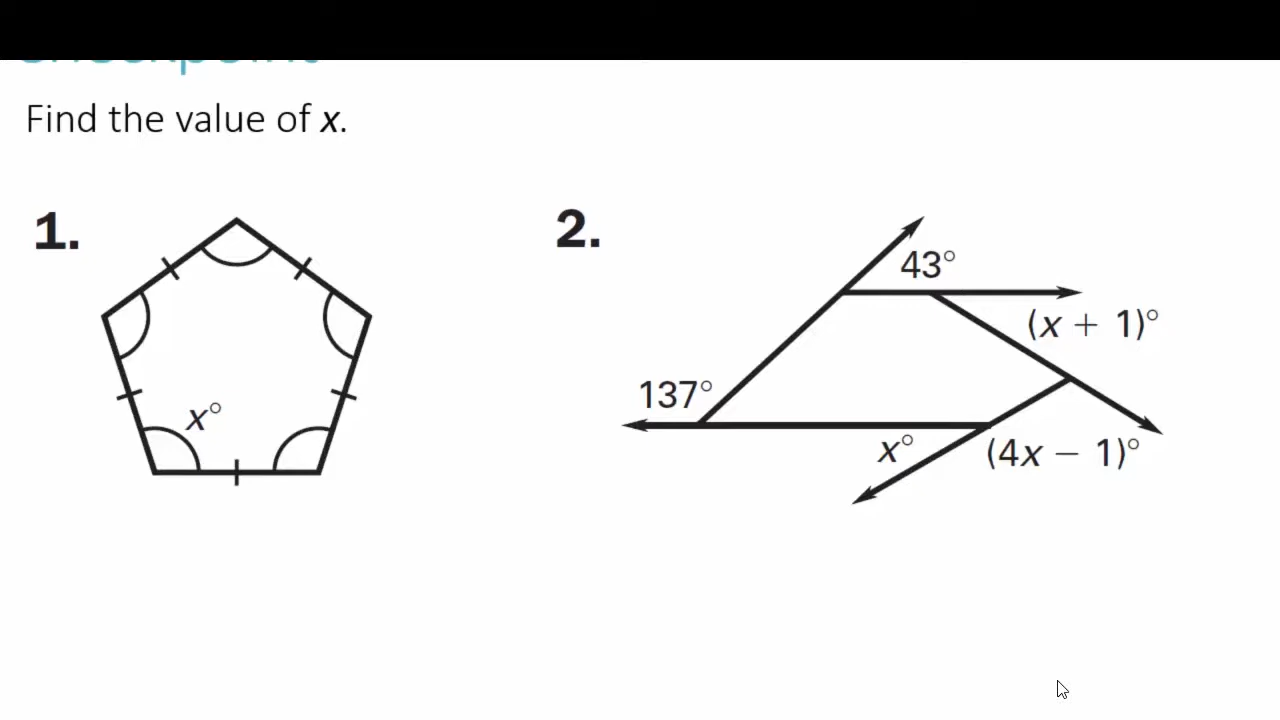 Find the value of x.
1.
2.
43°
(x + 1)°
137°
x°
x°
(4x − 1)°